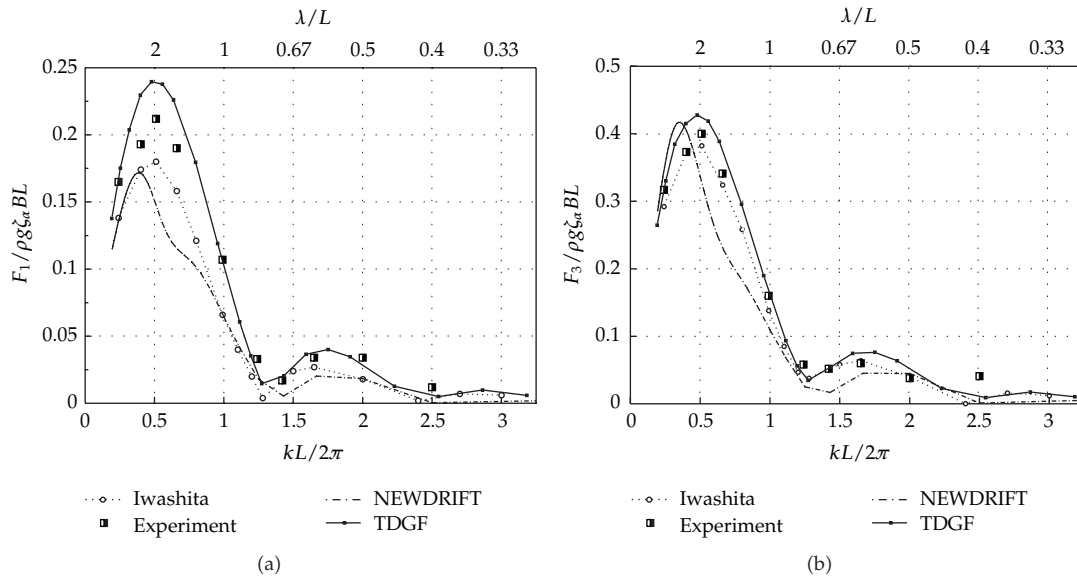 λ/L
2 1 0.67 0.5 0.4 0.33
0.25
0.2
0.15
0.1
0.05
0
F₁/ρgζₐBL
0 0.5 1 1.5 2 2.5 3
kL/2π
Iwashita
Experiment
NEWDRIFT
TDGF
(a)
λ/L
2 1 0.67 0.5 0.4 0.33
0.5
0.4
0.3
0.2
0.1
0
F₃/ρgζₐBL
0 0.5 1 1.5 2 2.5 3
kL/2π
Iwashita
Experiment
NEWDRIFT
TDGF
(b)